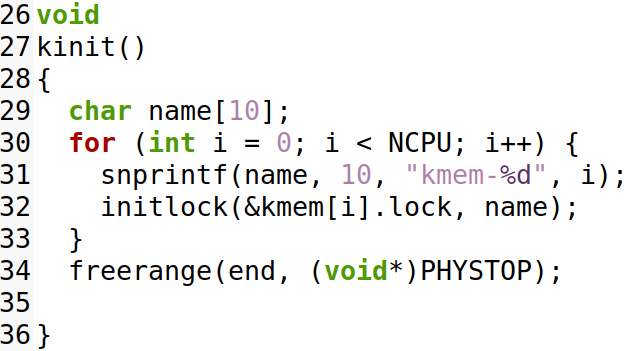 26 void
27 kinit()
28 {
29   char name[10];
30   for (int i = 0; i < NCPU; i++) {
31     snprintf(name, 10, "kmem-%d", i);
32     initlock(&kmem[i].lock, name);
33   }
34   freerange(end, (void*)PHYSTOP);
35
36 }